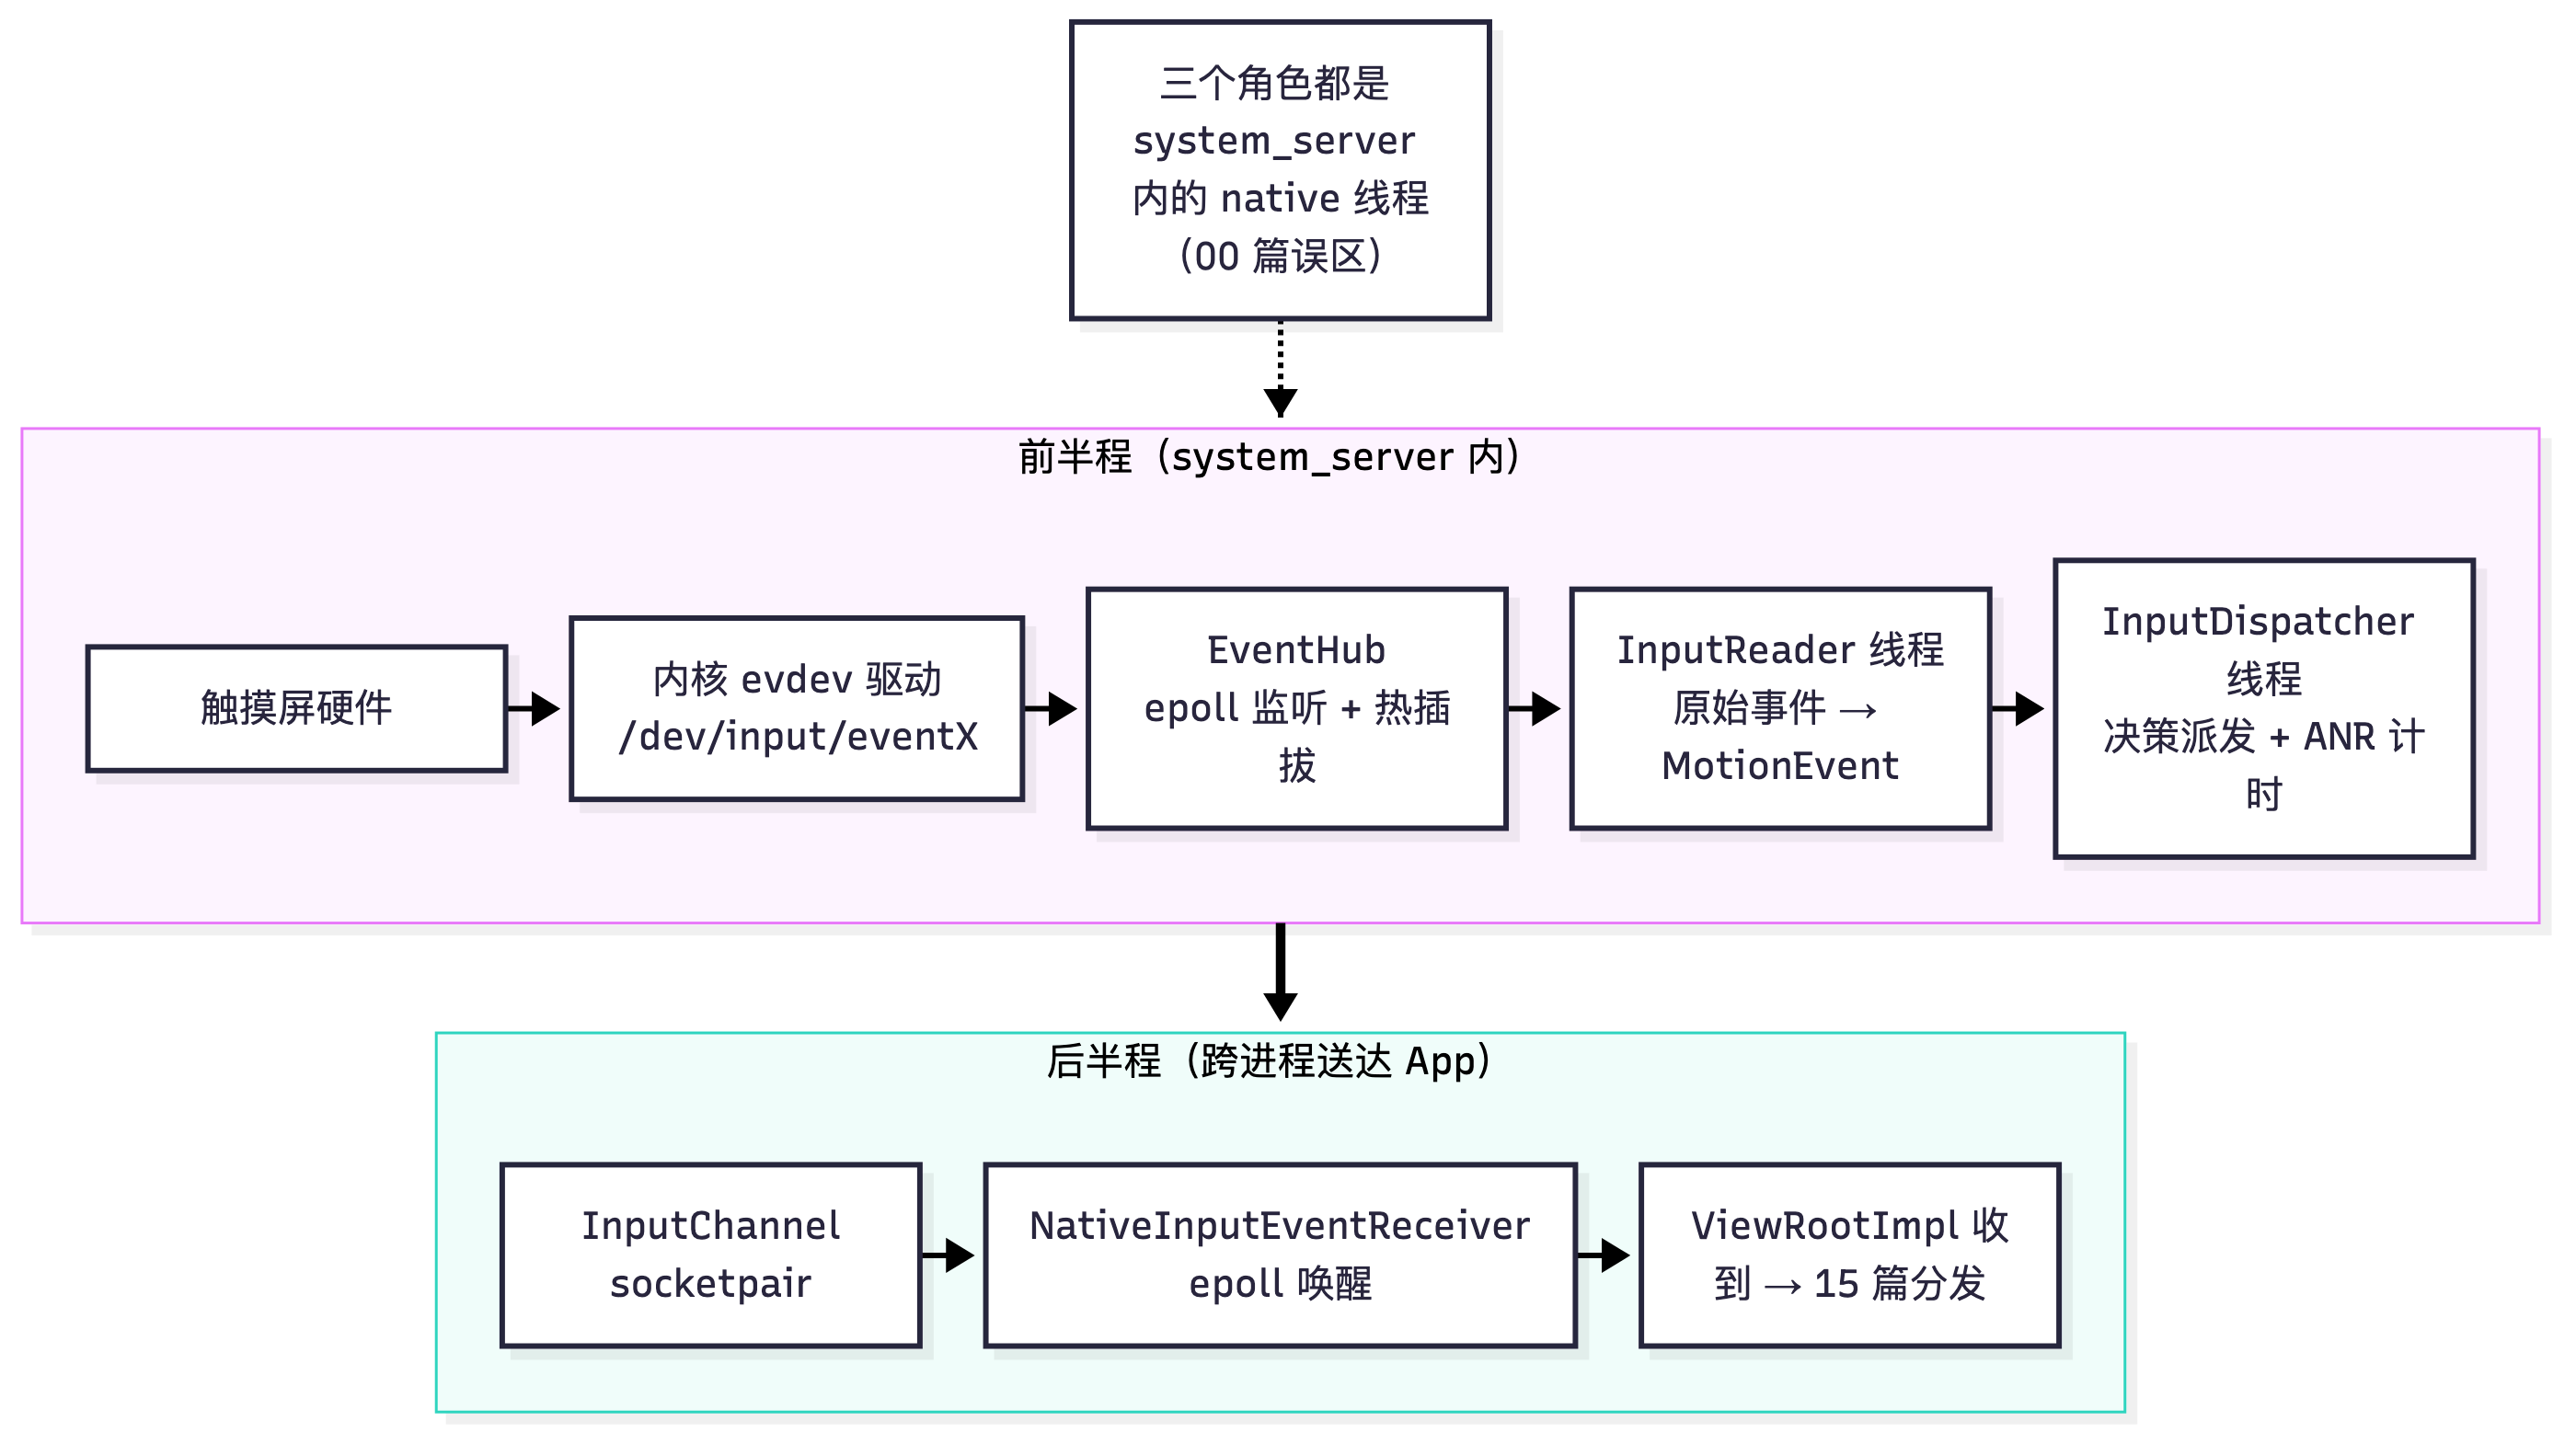 三个角色都是
system_server
内的 native 线程
（00 篇误区）
前半程（system_server 内）
触摸屏硬件
内核 evdev 驱动
/dev/input/eventX
EventHub
epoll 监听 + 热插
拔
InputReader 线程
原始事件 →
MotionEvent
InputDispatcher
线程
决策派发 + ANR 计
时
后半程（跨进程送达 App）
InputChannel
socketpair
NativeInputEventReceiver
epoll 唤醒
ViewRootImpl 收
到 → 15 篇分发